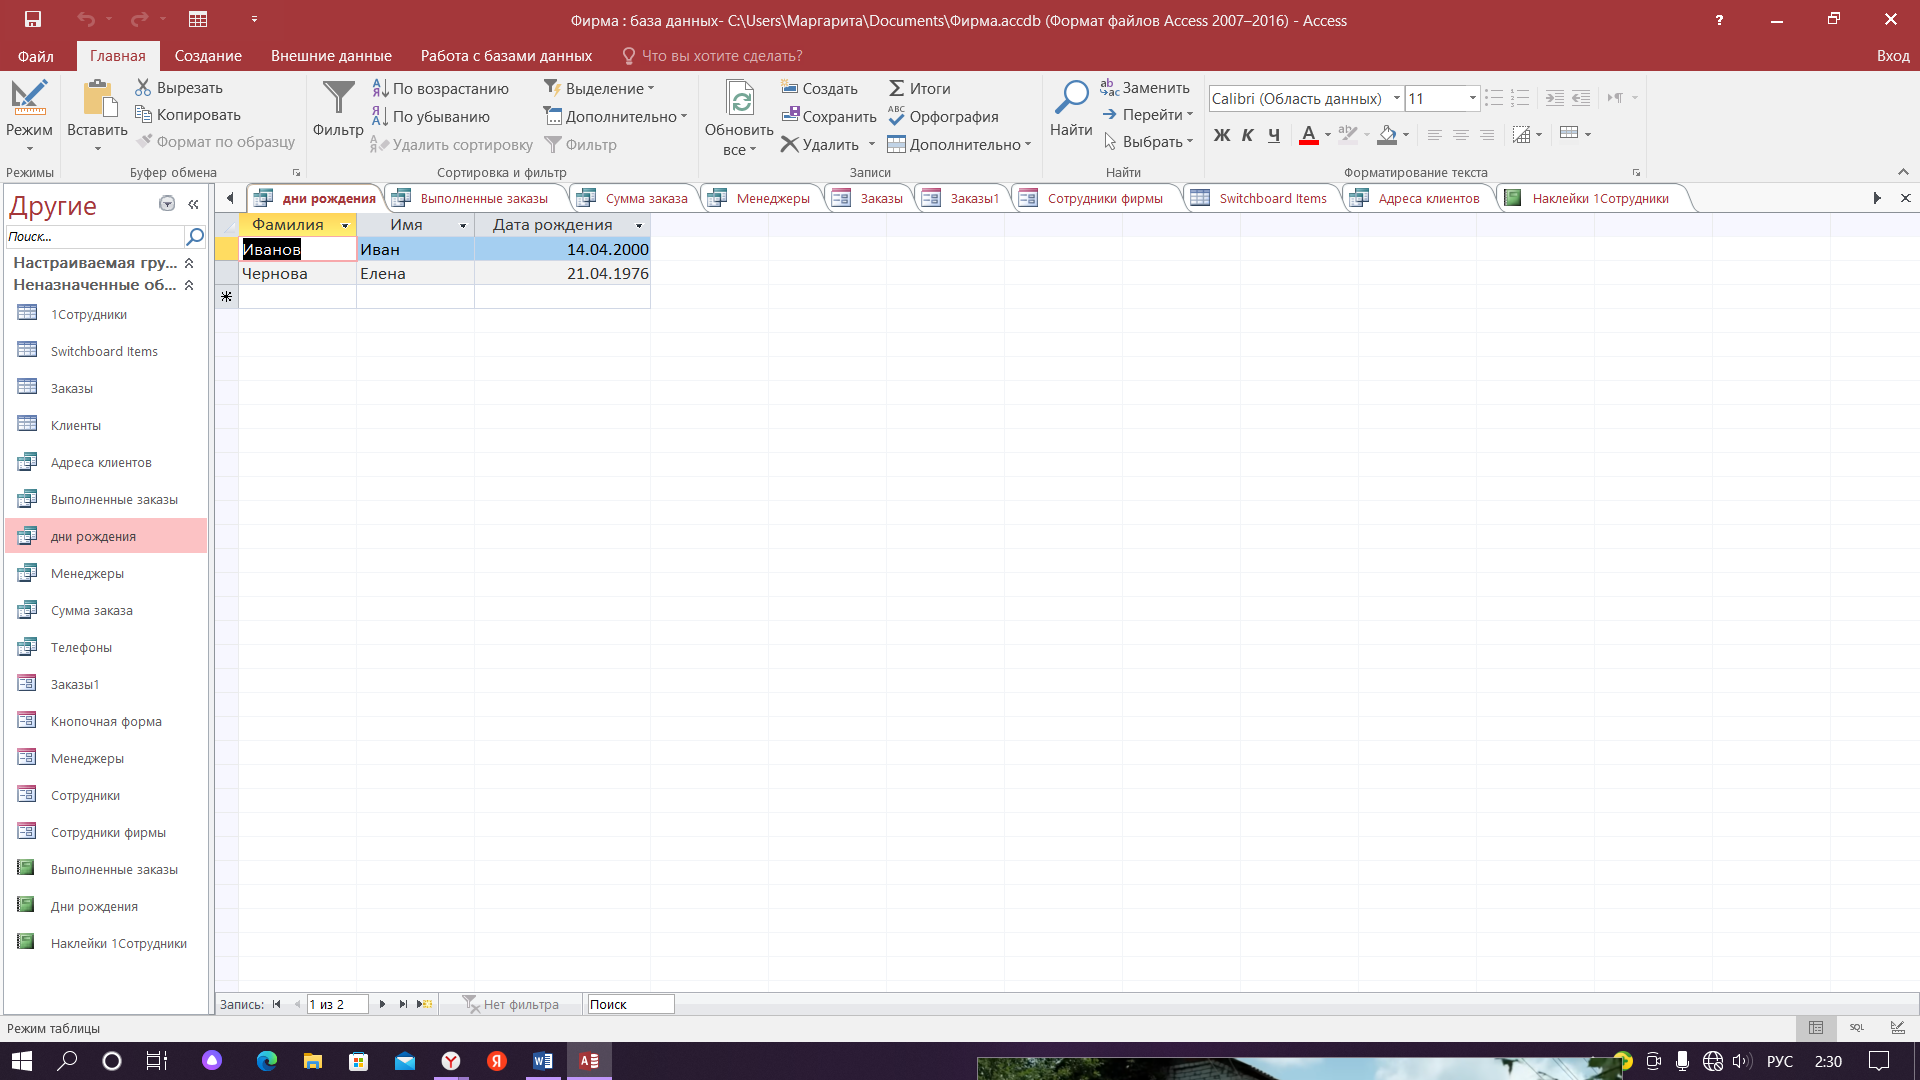 Фирма : база данных- C:\Users\Маргарита\Documents\Фирма.accdb (Формат файлов Access 2007–2016) - Access
?
Файл
Главная
Создание
Внешние данные
Работа с базами данных
Что вы хотите сделать?
Вход
Режим
Режимы
Вставить
Вырезать
Копировать
Формат по образцу
Буфер обмена
Фильтр
По возрастанию
По убыванию
Удалить сортировку
Выделение
Дополнительно
Фильтр
Сортировка и фильтр
Обновить
все
Создать
Сохранить
Удалить
Итоги
Орфография
Дополнительно
Записи
Найти
Заменить
Перейти
Выбрать
Найти
Calibri (Область данных)
11
Ж К Ч
А
Форматирование текста
Другие
Поиск...
Настраиваемая гру...
Неназначенные об...
1Сотрудники
Switchboard Items
Заказы
Клиенты
Адреса клиентов
Выполненные заказы
дни рождения
Менеджеры
Сумма заказа
Телефоны
Заказы1
Кнопочная форма
Менеджеры
Сотрудники
Сотрудники фирмы
Выполненные заказы
Дни рождения
Наклейки 1Сотрудники
дни рождения
Выполненные заказы
Сумма заказа
Менеджеры
Заказы
Заказы1
Сотрудники фирмы
Switchboard Items
Адреса клиентов
Наклейки 1Сотрудники
Фамилия Имя Дата рождения
Иванов Иван 14.04.2000
Чернова Елена 21.04.1976
Запись: 1 из 2 Нет фильтра Поиск
Режим таблицы
SQL
РУС 2:30